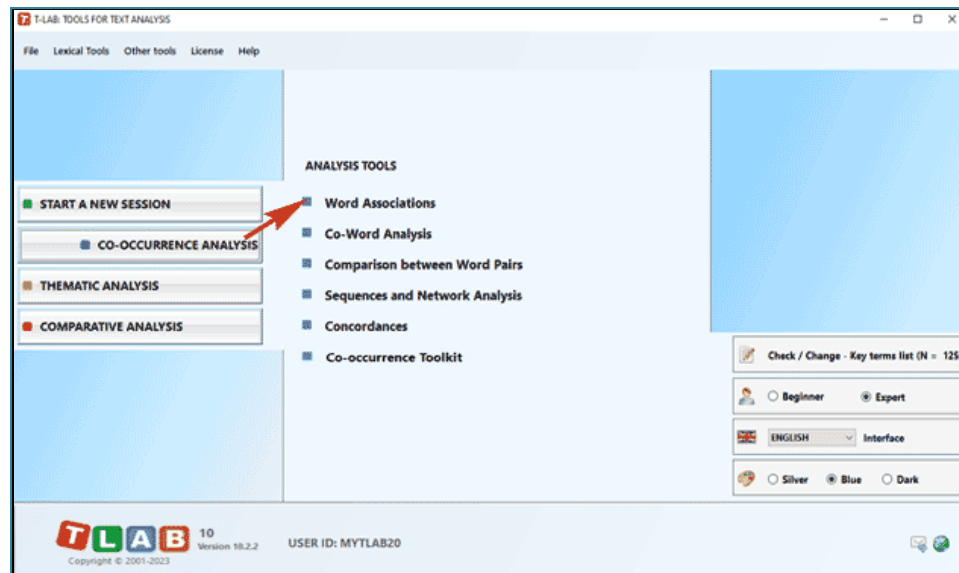 T-LAB: TOOLS FOR TEXT ANALYSIS
File Lexical Tools Other tools License Help
ANALYSIS TOOLS
START A NEW SESSION
CO-OCCURRENCE ANALYSIS
THEMATIC ANALYSIS
COMPARATIVE ANALYSIS
Word Associations
Co-Word Analysis
Comparison between Word Pairs
Sequences and Network Analysis
Concordances
Co-occurrence Toolkit
Check / Change - Key terms list (N = 125
Beginner Expert
ENGLISH Interface
Silver Blue Dark
T LAB
10
Version 10.2.2
Copyright © 2001-2023
USER ID: MYTLAB20